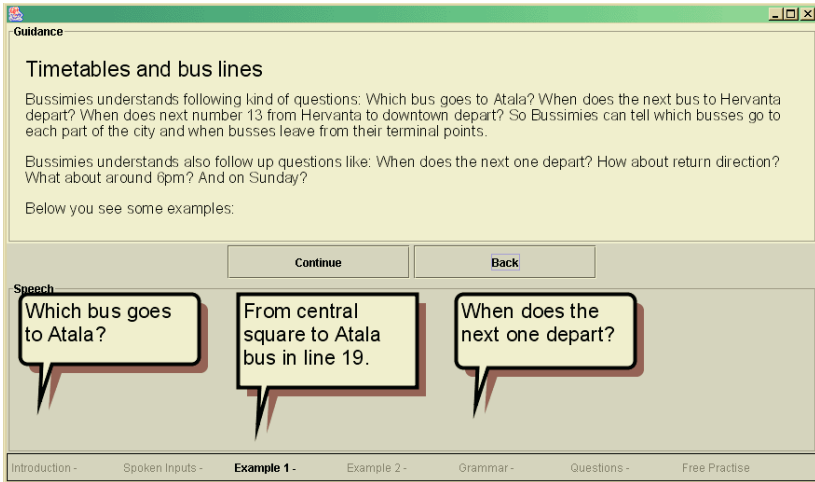 Guidance
Timetables and bus lines
Bussimies understands following kind of questions: Which bus goes to Atala? When does the next bus to Hervanta
depart? When does next number 13 from Hervanta to downtown depart? So Bussimies can tell which busses go to
each part of the city and when busses leave from their terminal points.
Bussimies understands also follow up questions like: When does the next one depart? How about return direction?
What about around 6pm? And on Sunday?
Below you see some examples:
Continue
Back
Speech
Which bus goes
to Atala?
From central
square to Atala
bus in line 19.
When does the
next one depart?
Introduction -
Spoken Inputs -
Example 1 -
Example 2 -
Grammar -
Questions -
Free Practise